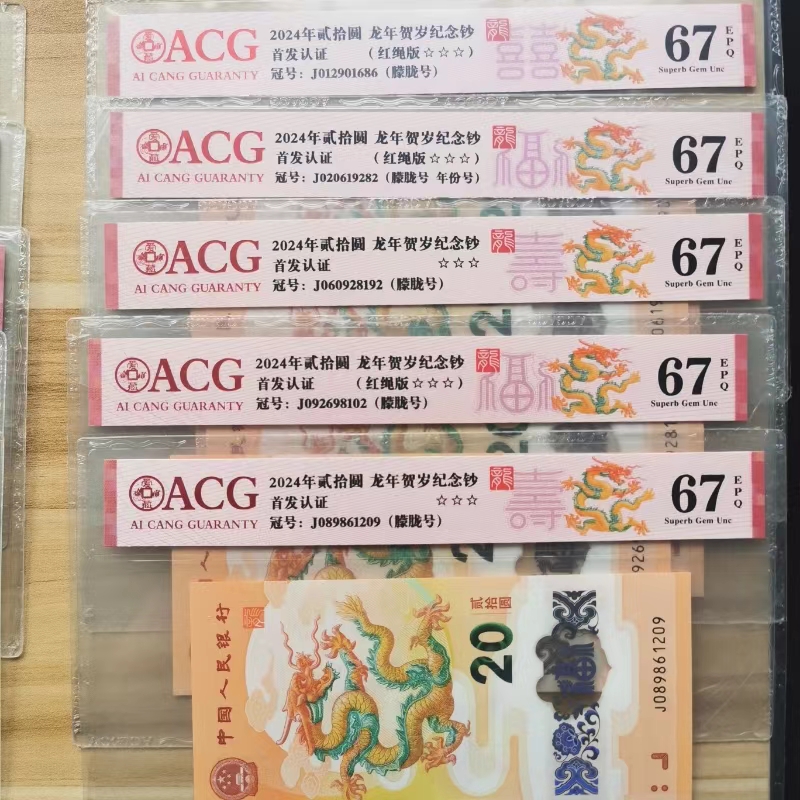 ACG
AI CANG GUARANTY
2024年贰拾圆 龙年贺岁纪念钞
首发认证 （红绳版☆☆☆）
冠号：J012901686（朦胧号）
龍
囍
67
EPQ
Superb Gem Unc
ACG
AI CANG GUARANTY
2024年贰拾圆 龙年贺岁纪念钞
首发认证 （红绳版☆☆☆）
冠号：J020619282（朦胧号 年份号）
龍
福
67
EPQ
Superb Gem Unc
ACG
AI CANG GUARANTY
2024年贰拾圆 龙年贺岁纪念钞
首发认证 ☆☆☆
冠号：J060928192（朦胧号）
龍
壽
67
EPQ
Superb Gem Unc
ACG
AI CANG GUARANTY
2024年贰拾圆 龙年贺岁纪念钞
首发认证 （红绳版☆☆☆）
冠号：J092698102（朦胧号）
龍
福
67
EPQ
Superb Gem Unc
ACG
AI CANG GUARANTY
2024年贰拾圆 龙年贺岁纪念钞
首发认证 ☆☆☆
冠号：J089861209（朦胧号）
龍
壽
67
EPQ
Superb Gem Unc
中国人民银行
贰拾圆
20
J089861209